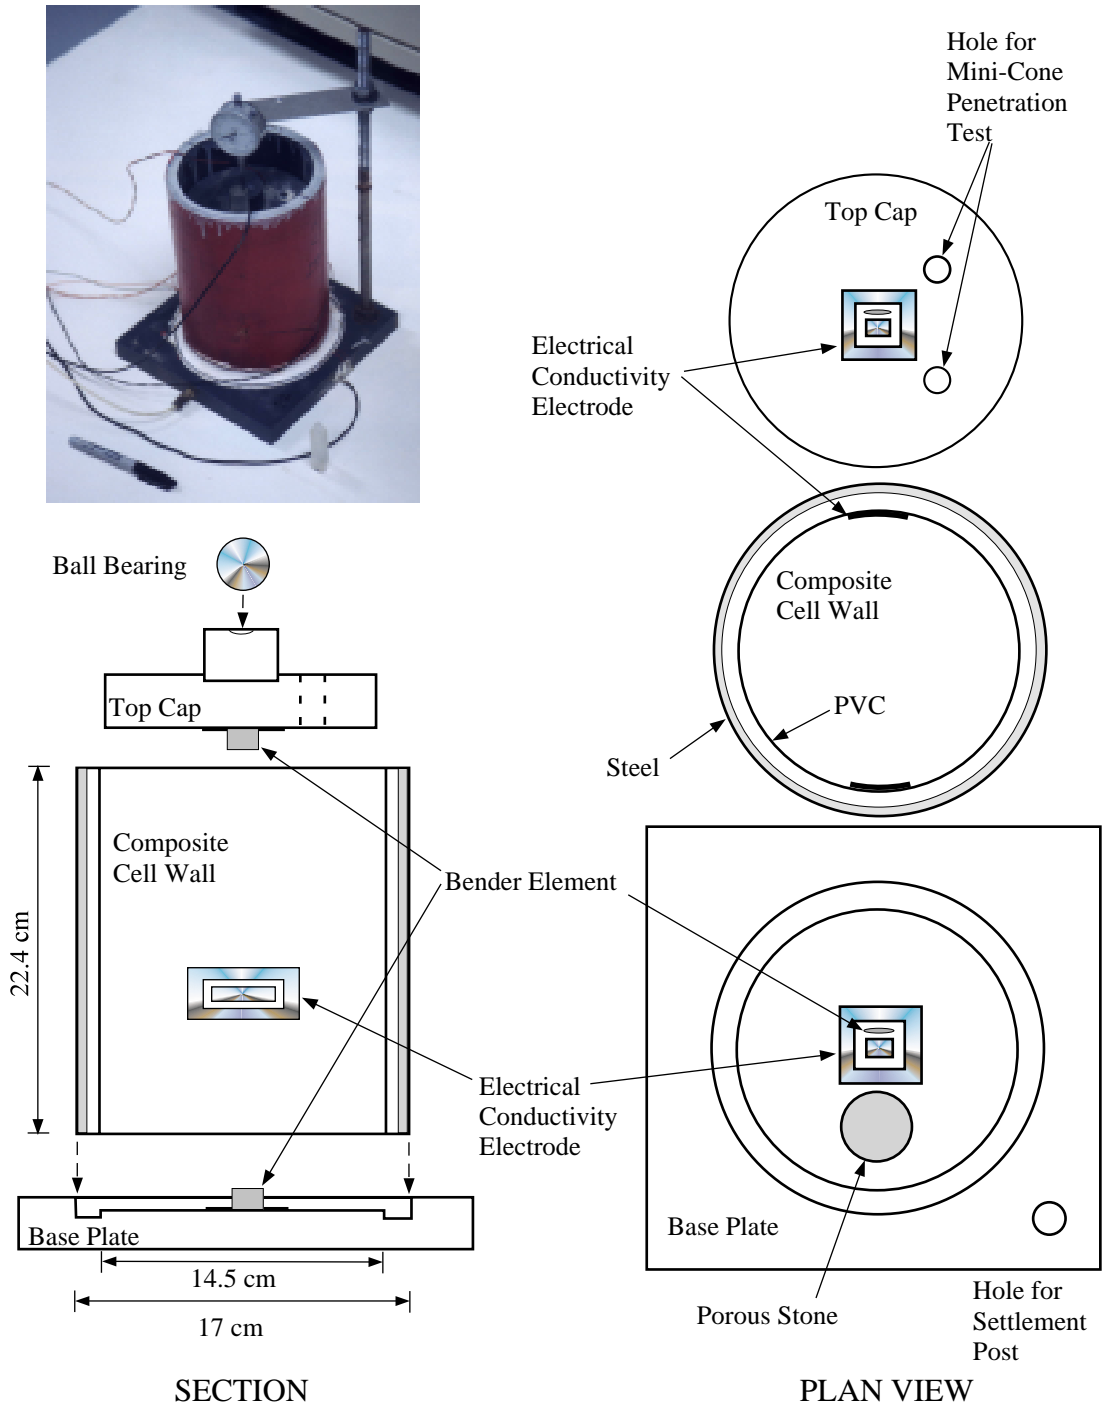 Hole for
Mini-Cone
Penetration
Test
Top Cap
Electrical
Conductivity
Electrode
Ball Bearing
Composite
Cell Wall
Top Cap
PVC
Steel
Composite
Cell Wall
Bender Element
22.4 cm
Electrical
Conductivity
Electrode
Base Plate
Base Plate
14.5 cm
17 cm
Porous Stone
Hole for
Settlement
Post
SECTION
PLAN VIEW